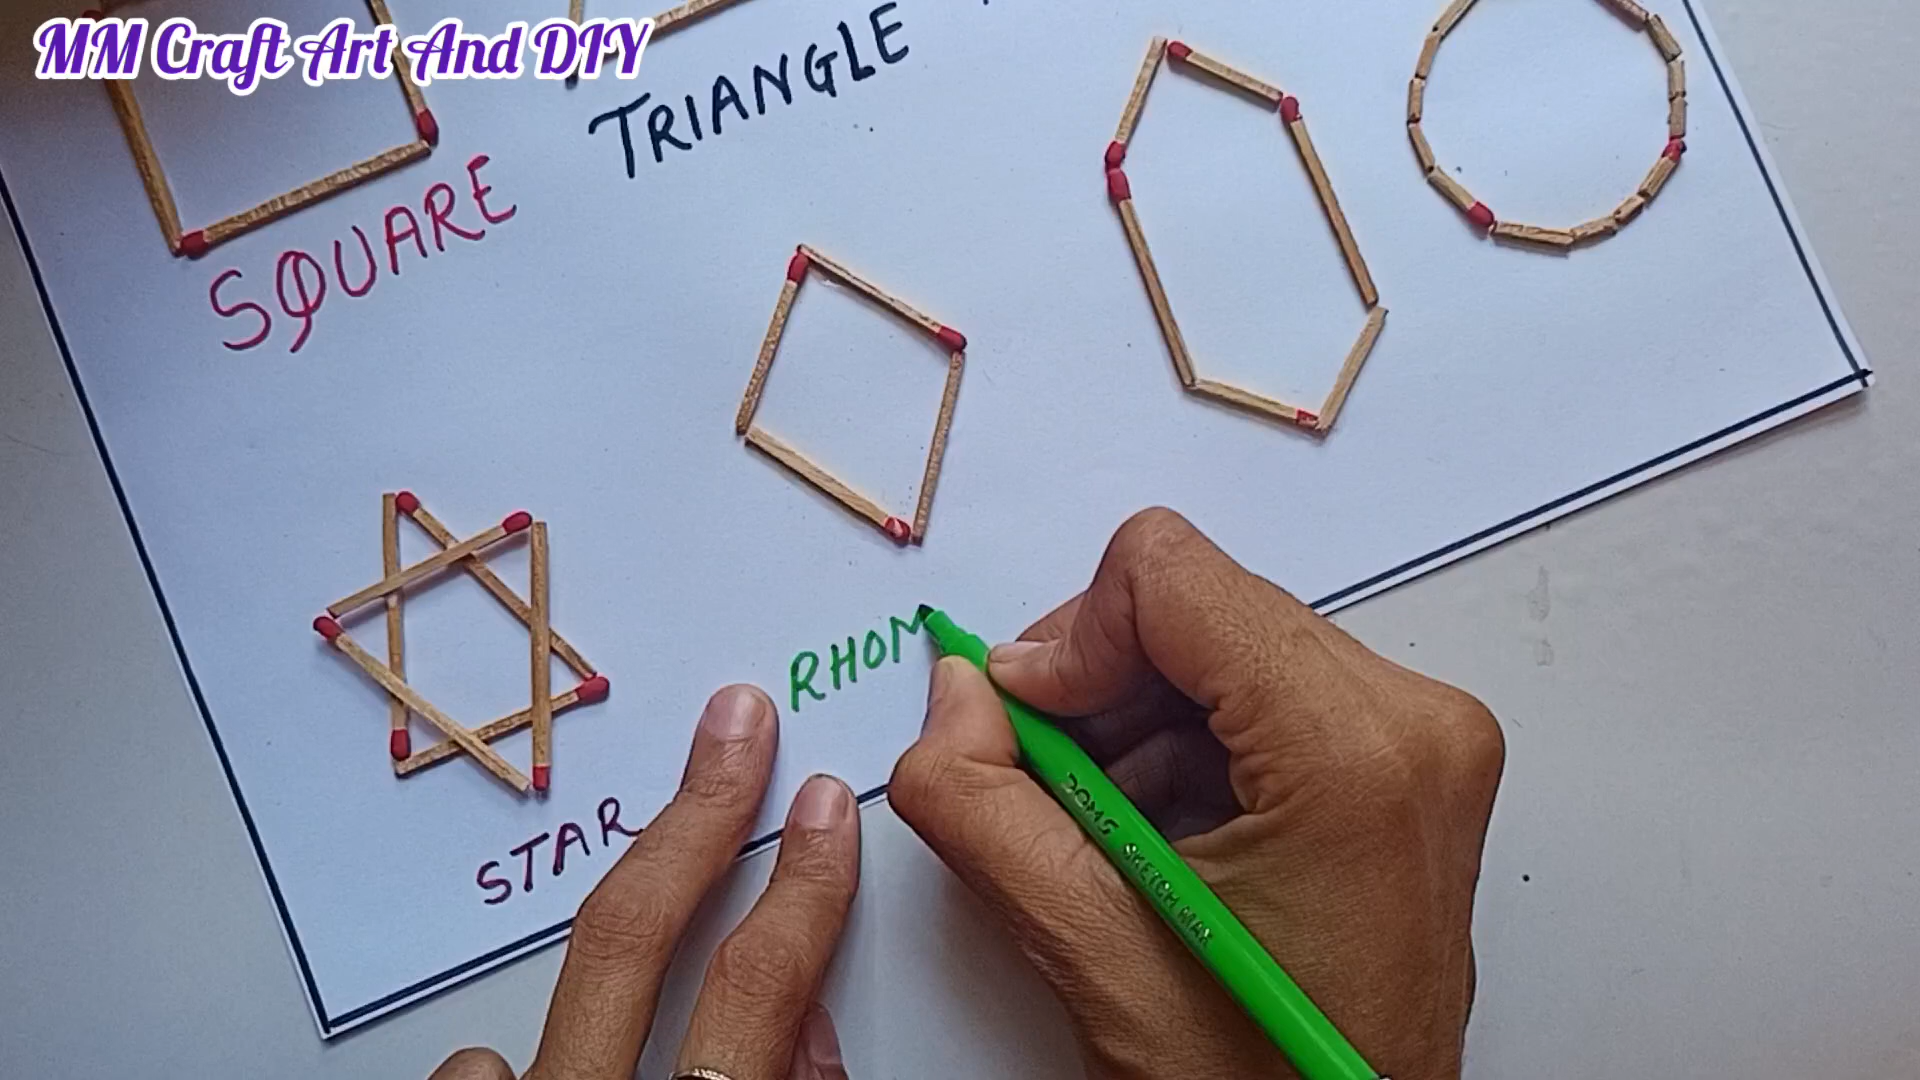 MM Craft Art And DIY
TRIANGLE
SQUARE
RHOM
STAR
DOMS SKETCH MAX